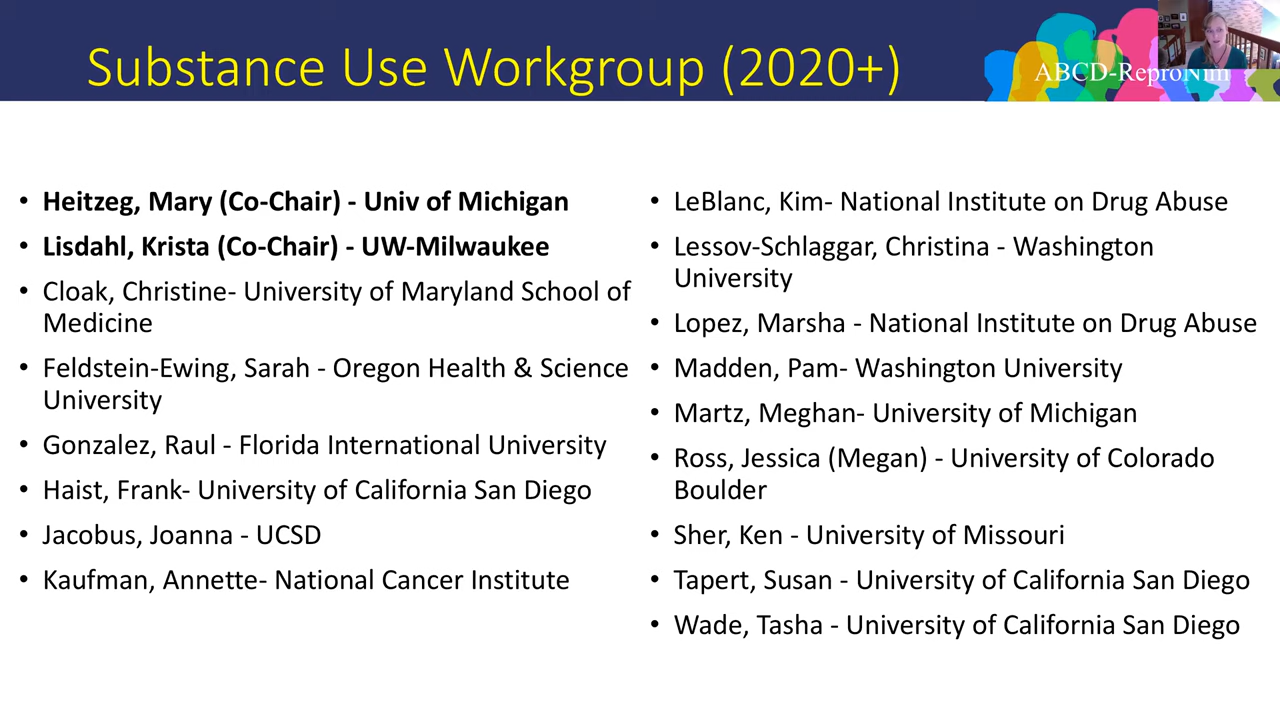 Substance Use Workgroup (2020+)
ABCD-ReproNim
• Heitzeg, Mary (Co-Chair) - Univ of Michigan
• Lisdahl, Krista (Co-Chair) - UW-Milwaukee
• Cloak, Christine- University of Maryland School of
Medicine
• Feldstein-Ewing, Sarah - Oregon Health & Science
University
• Gonzalez, Raul - Florida International University
• Haist, Frank- University of California San Diego
• Jacobus, Joanna - UCSD
• Kaufman, Annette- National Cancer Institute
• LeBlanc, Kim- National Institute on Drug Abuse
• Lessov-Schlaggar, Christina - Washington
University
• Lopez, Marsha - National Institute on Drug Abuse
• Madden, Pam- Washington University
• Martz, Meghan- University of Michigan
• Ross, Jessica (Megan) - University of Colorado
Boulder
• Sher, Ken - University of Missouri
• Tapert, Susan - University of California San Diego
• Wade, Tasha - University of California San Diego